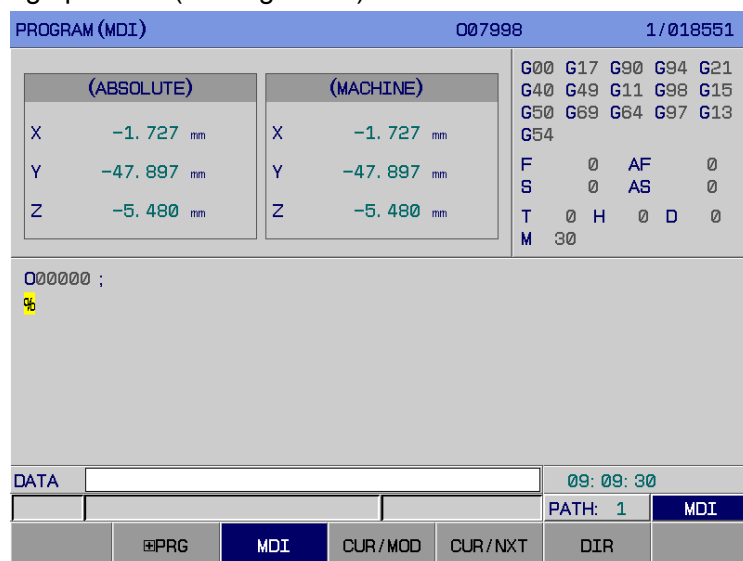 PROGRAM(MDI) O07998 1/018551
(ABSOLUTE) (MACHINE)
X -1.727 mm X -1.727 mm
Y -47.897 mm Y -47.897 mm
Z -5.480 mm Z -5.480 mm
G00 G17 G90 G94 G21
G40 G49 G11 G98 G15
G50 G69 G64 G97 G13
G54
F 0 AF 0
S 0 AS 0
T 0 H 0 D 0
M 30
O00000 ;
%
DATA 09:09:30
PATH: 1 MDI
⊞PRG MDI CUR/MOD CUR/NXT DIR